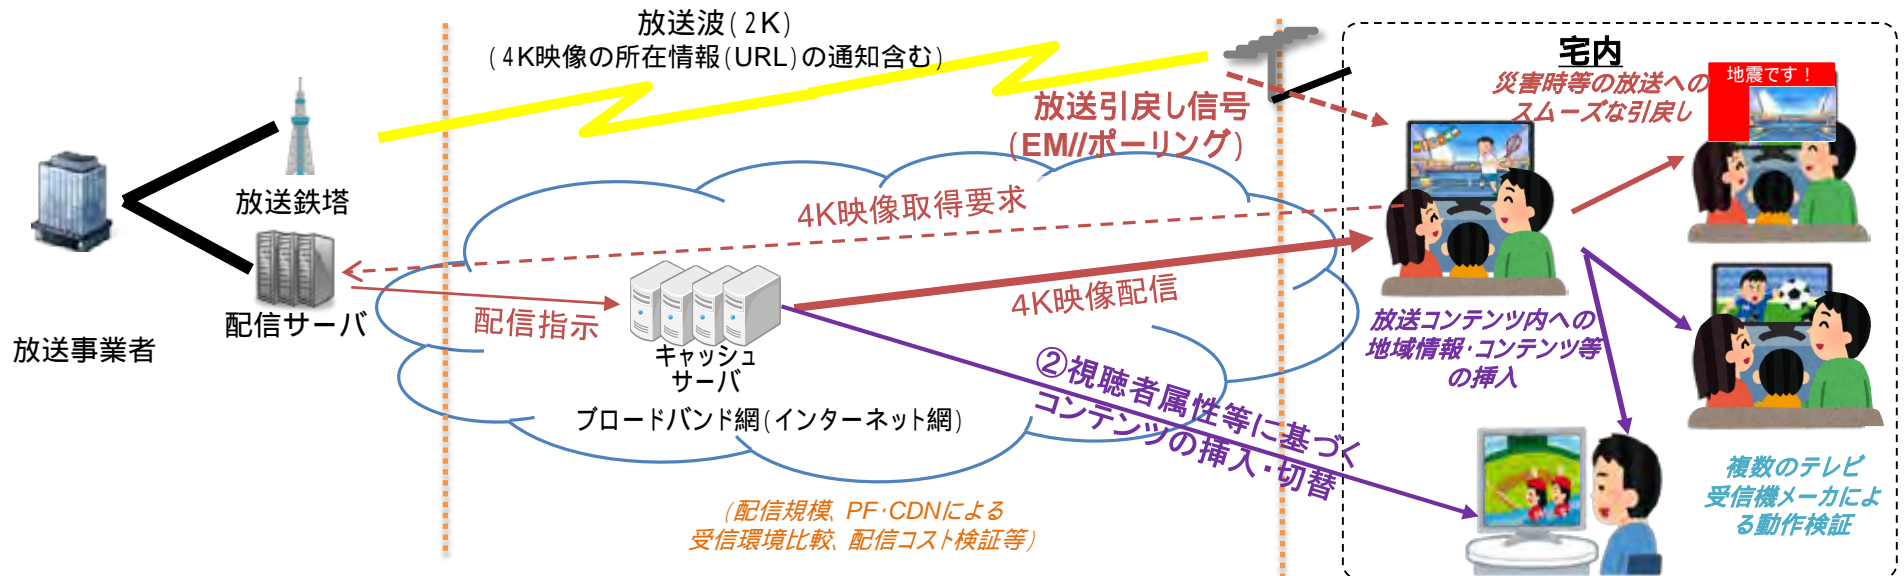 放送波(2K)
(4K映像の所在情報(URL)の通知含む)
放送引戻し信号
(EM//ポーリング)
宅内
災害時等の放送への
スムーズな引戻し
地震です！
放送鉄塔
4K映像取得要求
配信サーバ
配信指示
4K映像配信
放送事業者
キャッシュ
サーバ
ブロードバンド網(インターネット網)
②視聴者属性等に基づく
コンテンツの挿入・切替
放送コンテンツ内への
地域情報・コンテンツ等
の挿入
複数のテレビ
受信機メーカによ
る動作検証
(配信規模、PF・CDNによる
受信環境比較、配信コスト検証等)